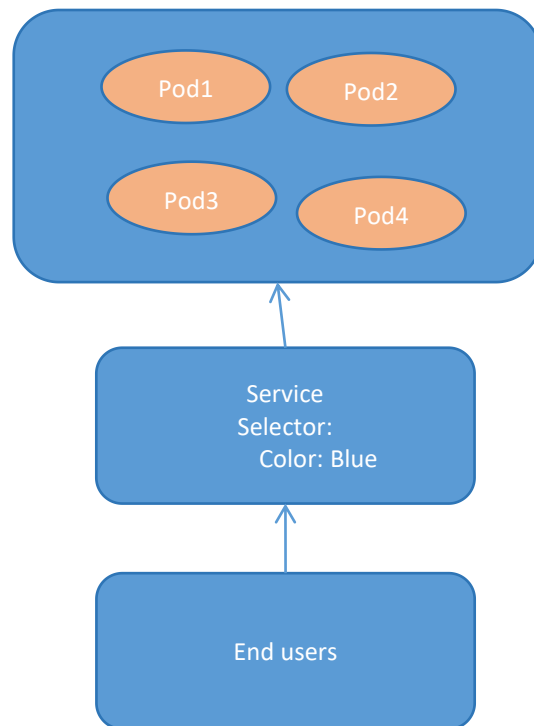 Pod1
Pod2
Pod3
Pod4
Service
Selector:
Color: Blue
End users